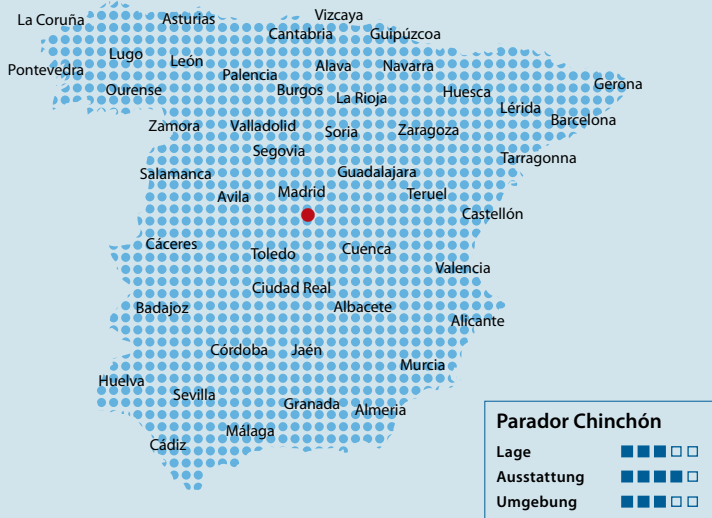 La Coruña Asturias Vizcaya
Cantabria Guipúzcoa
Lugo León Alava Navarra
Pontevedra Palencia
Ourense Burgos La Rioja Huesca Gerona
Lérida
Zamora Valladolid Soria Zaragoza Barcelona
Segovia Tarragonna
Salamanca Guadalajara
Avila Madrid Teruel
Castellón
Cáceres Toledo Cuenca
Valencia
Ciudad Real
Badajoz Albacete
Alicante
Córdoba Jaén
Murcia
Huelva Sevilla
Granada Almeria
Málaga
Cádiz
Parador Chinchón
Lage
Ausstattung
Umgebung